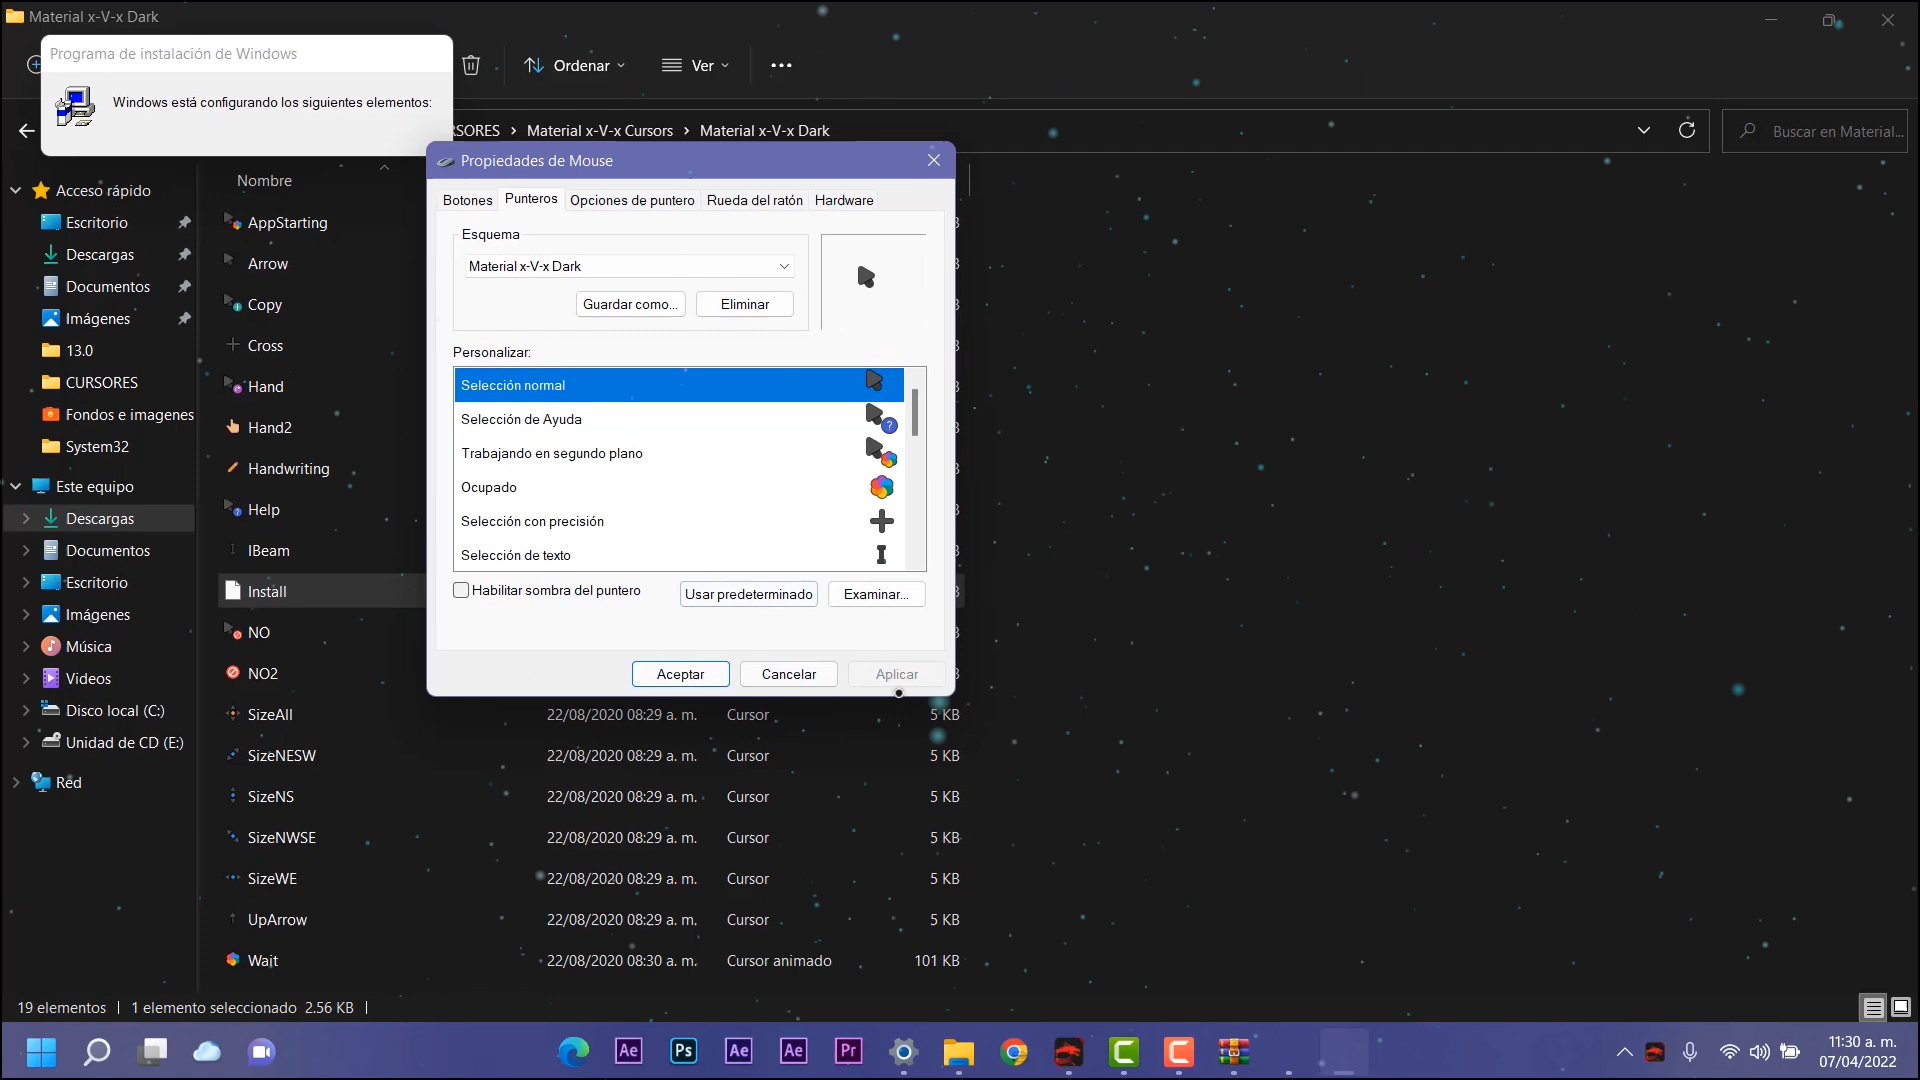 Material x-V-x Dark
Programa de instalación de Windows
Windows está configurando los siguientes elementos:
Ordenar
Ver
RSORES > Material x-V-x Cursors > Material x-V-x Dark
Buscar en Material...
Propiedades de Mouse
Botones Punteros Opciones de puntero Rueda del ratón Hardware
Esquema
Material x-V-x Dark
Guardar como... Eliminar
Personalizar:
Selección normal
Selección de Ayuda
Trabajando en segundo plano
Ocupado
Selección con precisión
Selección de texto
Habilitar sombra del puntero
Usar predeterminado Examinar...
Aceptar Cancelar Aplicar
Acceso rápido
Escritorio
Descargas
Documentos
Imágenes
13.0
CURSORES
Fondos e imagenes
System32
Este equipo
Descargas
Documentos
Escritorio
Imágenes
Música
Videos
Disco local (C:)
Unidad de CD (E:)
Red
Nombre
AppStarting
Arrow
Copy
Cross
Hand
Hand2
Handwriting
Help
IBeam
Install
NO
NO2
SizeAll 22/08/2020 08:29 a. m. Cursor 5 KB
SizeNESW 22/08/2020 08:29 a. m. Cursor 5 KB
SizeNS 22/08/2020 08:29 a. m. Cursor 5 KB
SizeNWSE 22/08/2020 08:29 a. m. Cursor 5 KB
SizeWE 22/08/2020 08:29 a. m. Cursor 5 KB
UpArrow 22/08/2020 08:29 a. m. Cursor 5 KB
Wait 22/08/2020 08:30 a. m. Cursor animado 101 KB
19 elementos | 1 elemento seleccionado 2.56 KB |
Ae Ps Ae Ae Pr
11:30 a. m.
07/04/2022